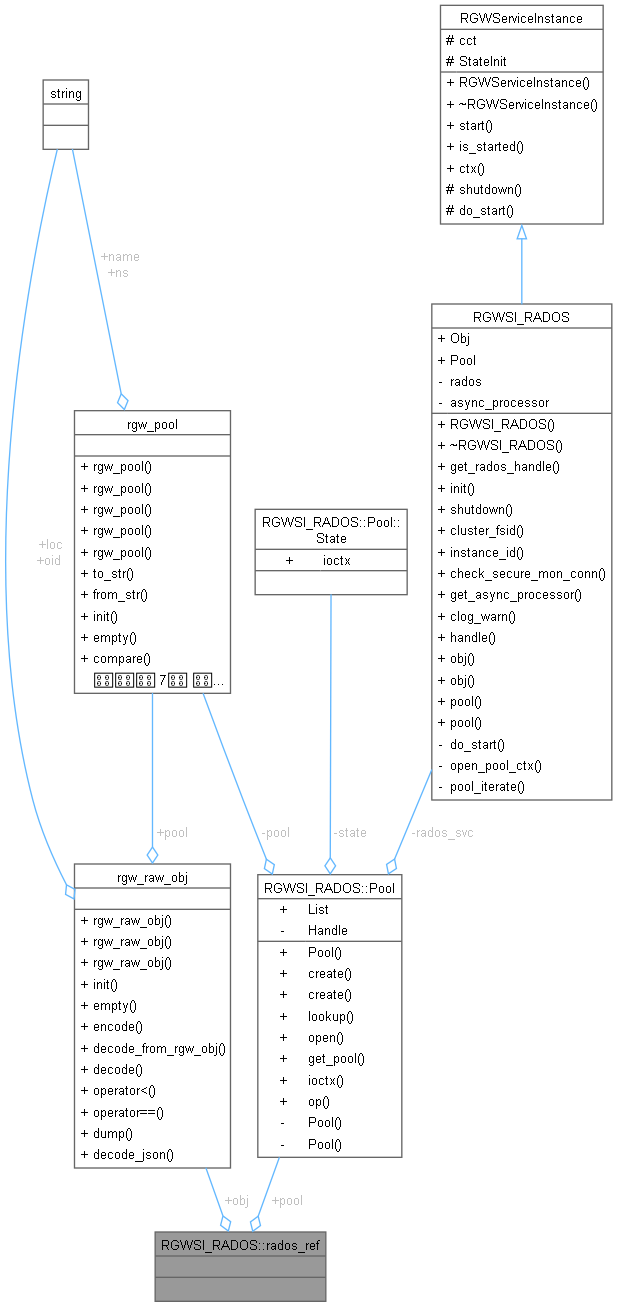 RGWServiceInstance
# cct
# StateInit
+ RGWServiceInstance()
+ ~RGWServiceInstance()
+ start()
+ is_started()
+ ctx()
# shutdown()
# do_start()
string
+name
+ns
+loc
+oid
RGWSI_RADOS
+ Obj
+ Pool
- rados
- async_processor
+ RGWSI_RADOS()
+ ~RGWSI_RADOS()
+ get_rados_handle()
+ init()
+ shutdown()
+ cluster_fsid()
+ instance_id()
+ check_secure_mon_conn()
+ get_async_processor()
+ clog_warn()
+ handle()
+ obj()
+ obj()
+ pool()
+ pool()
- do_start()
- open_pool_ctx()
- pool_iterate()
rgw_pool
+ rgw_pool()
+ rgw_pool()
+ rgw_pool()
+ rgw_pool()
+ rgw_pool()
+ to_str()
+ from_str()
+ init()
+ empty()
+ compare()
7 ...
RGWSI_RADOS::Pool::
State
+ ioctx
+pool
-pool
-state
-rados_svc
rgw_raw_obj
+ rgw_raw_obj()
+ rgw_raw_obj()
+ rgw_raw_obj()
+ init()
+ empty()
+ encode()
+ decode_from_rgw_obj()
+ decode()
+ operator<()
+ operator==()
+ dump()
+ decode_json()
RGWSI_RADOS::Pool
+ List
- Handle
+ Pool()
+ create()
+ create()
+ lookup()
+ open()
+ get_pool()
+ ioctx()
+ op()
- Pool()
- Pool()
+obj
+pool
RGWSI_RADOS::rados_ref